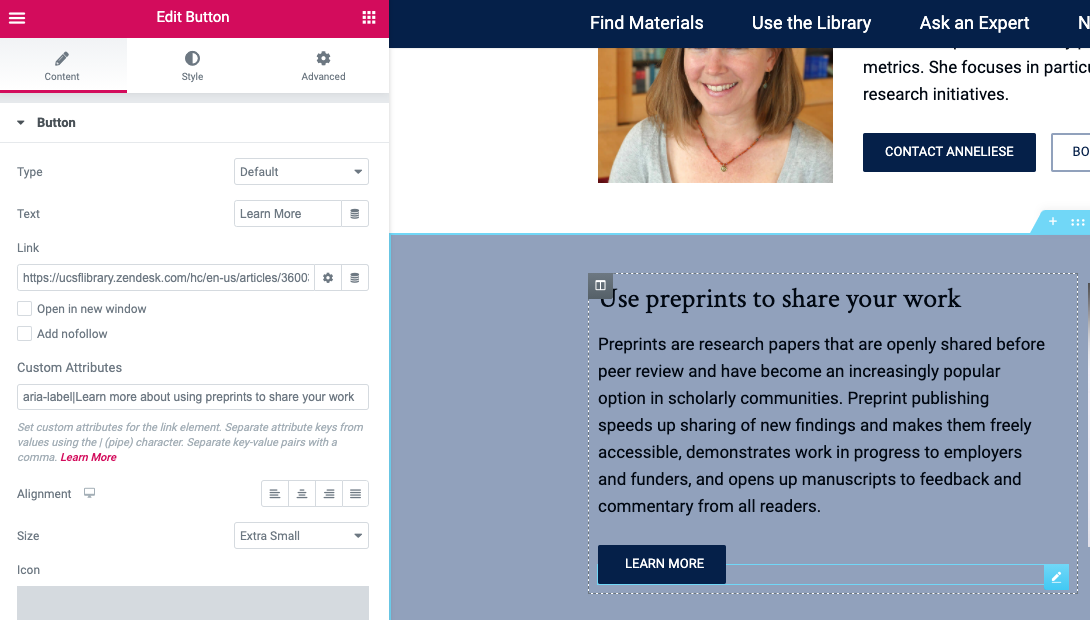 Edit Button
Content
Style
Advanced
Button
Type
Default
Text
Learn More
Link
https://ucsflibrary.zendesk.com/hc/en-us/articles/3600
Open in new window
Add nofollow
Custom Attributes
aria-label|Learn more about using preprints to share your work
Set custom attributes for the link element. Separate attribute keys from
values using the | (pipe) character. Separate key-value pairs with a
comma. Learn More
Alignment
Size
Extra Small
Icon
Find Materials
Use the Library
Ask an Expert
N
metrics. She focuses in particu
research initiatives.
CONTACT ANNELIESE
BO
Use preprints to share your work
Preprints are research papers that are openly shared before
peer review and have become an increasingly popular
option in scholarly communities. Preprint publishing
speeds up sharing of new findings and makes them freely
accessible, demonstrates work in progress to employers
and funders, and opens up manuscripts to feedback and
commentary from all readers.
LEARN MORE